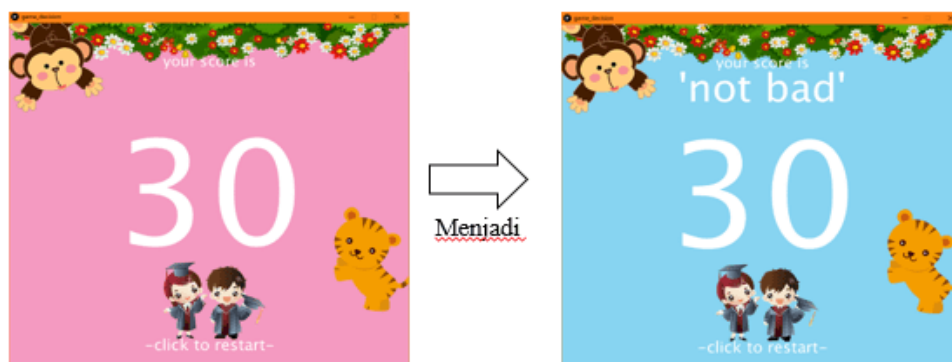 game_decision
your score is
30
-click to restart-
Menjadi
game_decision
your score is
'not bad'
30
-click to restart-